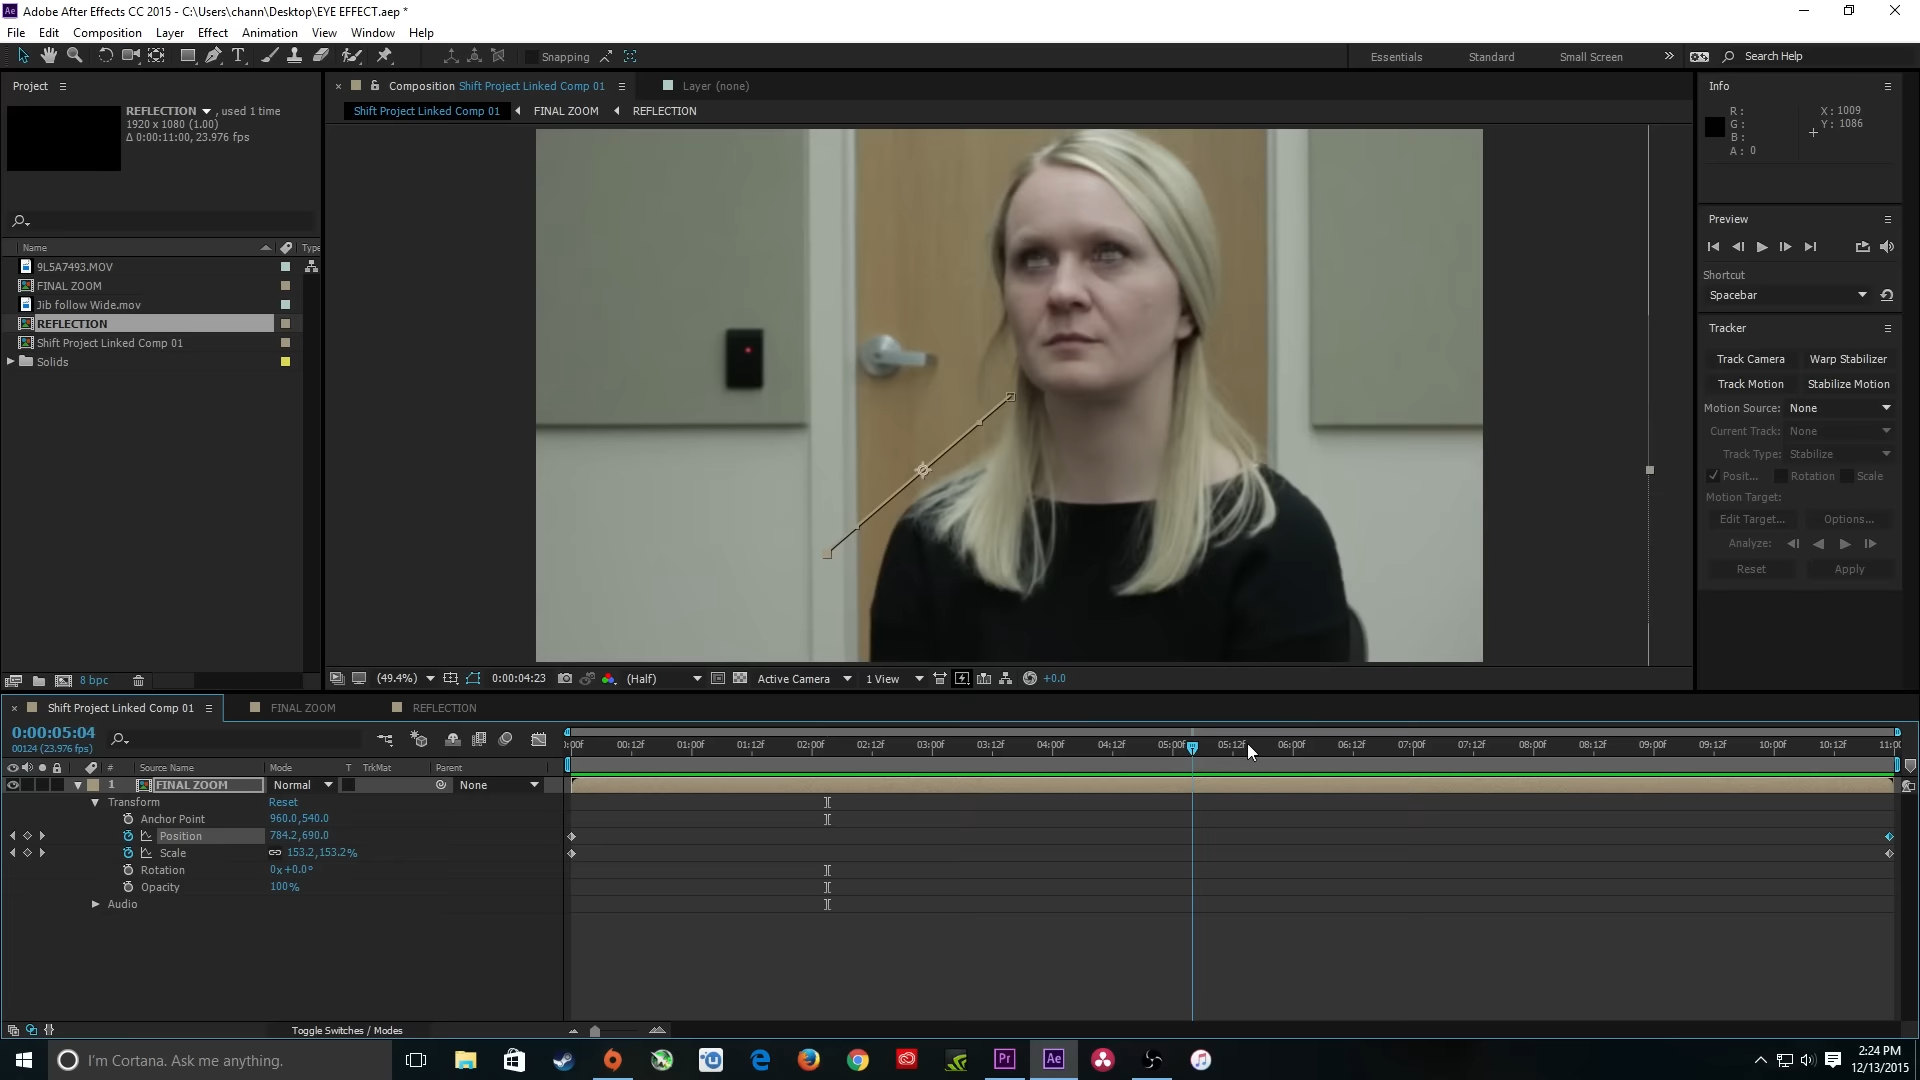 Adobe After Effects CC 2015 - C:\Users\chann\Desktop\EYE EFFECT.aep *
File Edit Composition Layer Effect Animation View Window Help
Snapping
Essentials Standard Small Screen Search Help
Project
REFLECTION , used 1 time
1920 x 1080 (1.00)
Δ 0:00:11:00, 23.976 fps
Name Type
9L5A7493.MOV
FINAL ZOOM
Jib follow Wide.mov
REFLECTION
Shift Project Linked Comp 01
Solids
8 bpc
Composition Shift Project Linked Comp 01
Layer (none)
Shift Project Linked Comp 01 FINAL ZOOM REFLECTION
(49.4%) 0:00:04:23 (Half) Active Camera 1 View +0.0
Info
R : X : 1009
G : Y : 1086
B :
A : 0
Preview
Shortcut
Spacebar
Tracker
Track Camera Warp Stabilizer
Track Motion Stabilize Motion
Motion Source: None
Current Track: None
Track Type: Stabilize
Posit... Rotation Scale
Motion Target:
Edit Target... Options...
Analyze:
Reset Apply
Shift Project Linked Comp 01 FINAL ZOOM REFLECTION
0:00:05:04
00124 (23.976 fps)
):00f 00:12f 01:00f 01:12f 02:00f 02:12f 03:00f 03:12f 04:00f 04:12f 05:00f 05:12f 06:00f 06:12f 07:00f 07:12f 08:00f 08:12f 09:00f 09:12f 10:00f 10:12f 11:00
# Source Name Mode T TrkMat Parent
1 FINAL ZOOM Normal None
Transform Reset
Anchor Point 960.0,540.0
Position 784.2,690.0
Scale 153.2,153.2%
Rotation 0x+0.0°
Opacity 100%
Audio
Toggle Switches / Modes
I'm Cortana. Ask me anything.
Pr
Ae
2:24 PM
12/13/2015